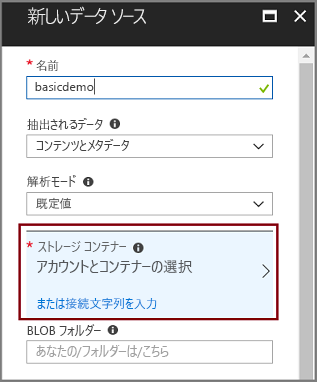 新しいデータ ソース
* 名前
basicdemo
抽出されるデータ
コンテンツとメタデータ
解析モード
既定値
* ストレージ コンテナー
アカウントとコンテナーの選択
または接続文字列を入力
BLOB フォルダー
あなたの/フォルダーは/こちら